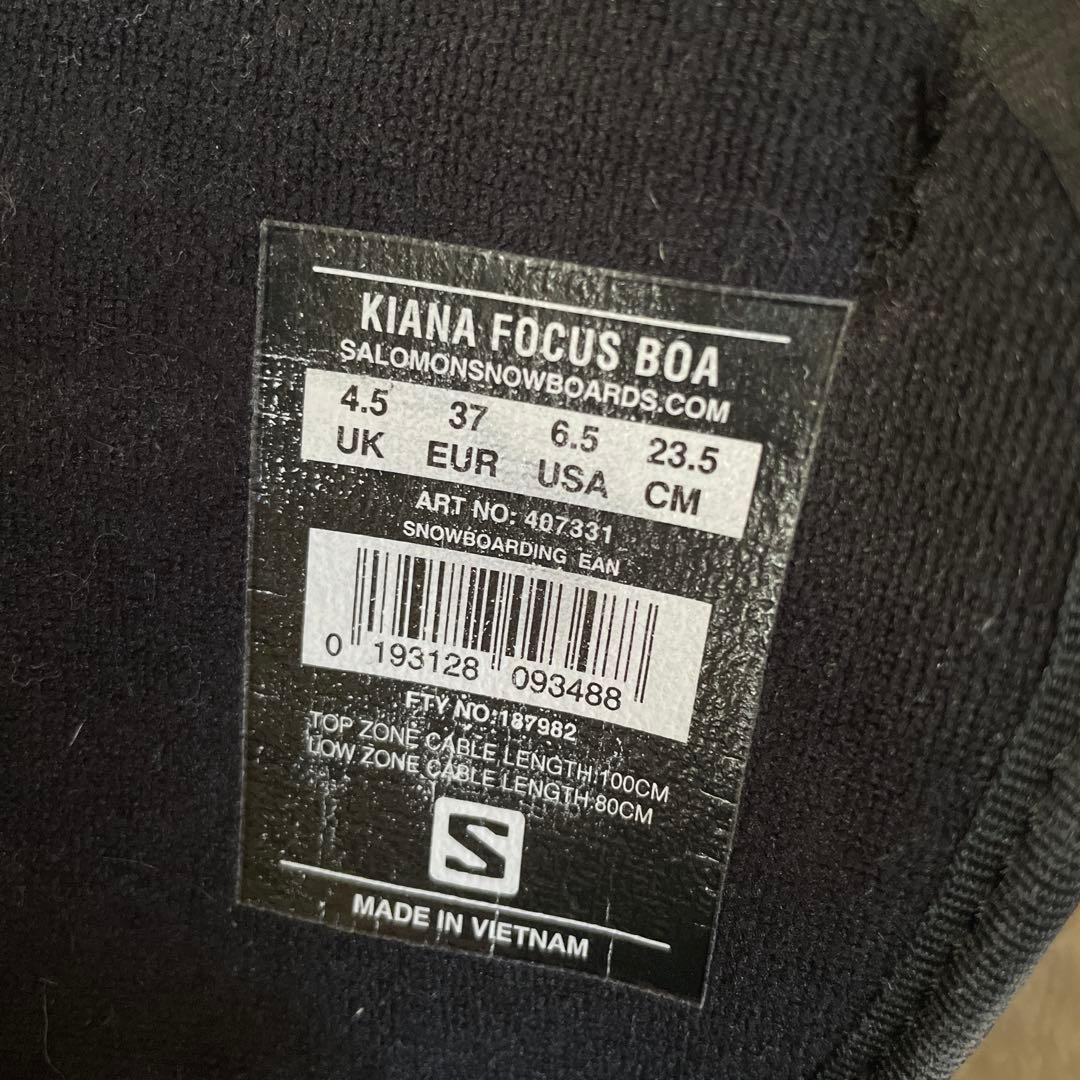 KIANA FOCUS BOA
SALOMONSNOWBOARDS.COM
4.5 37 6.5 23.5
UK EUR USA CM
ART NO: 407331
SNOWBOARDING EAN
0 193128 093488
FTY NO:187982
TOP ZONE CABLE LENGTH:100CM
LOW ZONE CABLE LENGTH:80CM
S
MADE IN VIETNAM